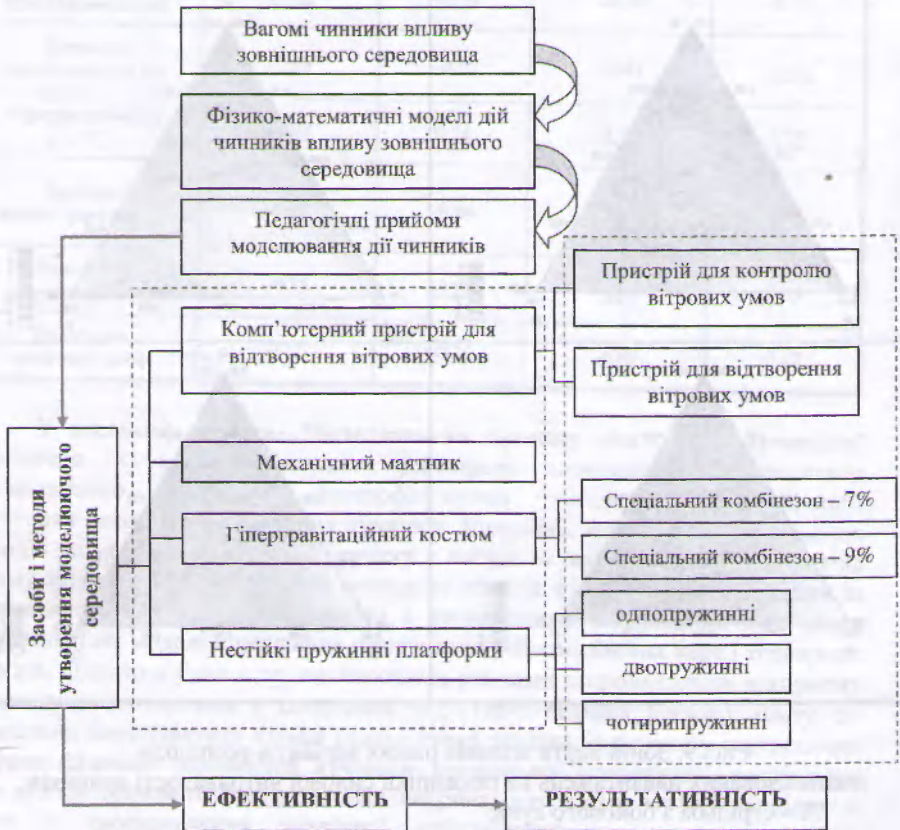 Вагомі чинники впливу
зовнішнього середовища
Фізико-математичні моделі дій
чинників впливу зовнішнього
середовища
Педагогічні прийоми
моделювання дії чинників
Пристрій для контролю
вітрових умов
Комп’ютерний пристрій для
відтворення вітрових умов
Пристрій для відтворення
вітрових умов
Засоби і методи
утворення моделюючого
середовища
Механічний маятник
Гіпергравітаційний костюм
Спеціальний комбінезон – 7%
Спеціальний комбінезон – 9%
Нестійкі пружинні платформи
однопружинні
двопружинні
чотирипружинні
ЕФЕКТИВНІСТЬ
РЕЗУЛЬТАТИВНІСТЬ